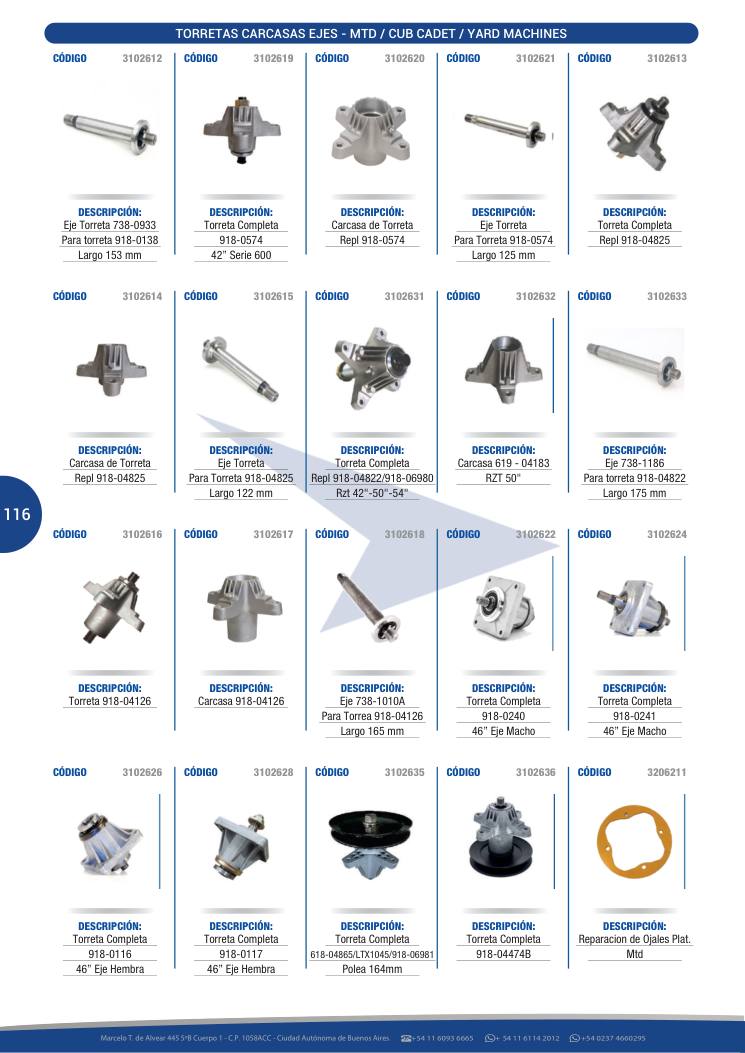 TORRETAS CARCASAS EJES - MTD / CUB CADET / YARD MACHINES
CÓDIGO 3102612
DESCRIPCIÓN:
Eje Torreta 738-0933
Para torreta 918-0138
Largo 153 mm
CÓDIGO 3102619
DESCRIPCIÓN:
Torreta Completa
918-0574
42” Serie 600
CÓDIGO 3102620
DESCRIPCIÓN:
Carcasa de Torreta
Repl 918-0574
CÓDIGO 3102621
DESCRIPCIÓN:
Eje Torreta
Para Torreta 918-0574
Largo 125 mm
CÓDIGO 3102613
DESCRIPCIÓN:
Torreta Completa
Repl 918-04825
CÓDIGO 3102614
DESCRIPCIÓN:
Carcasa de Torreta
Repl 918-04825
CÓDIGO 3102615
DESCRIPCIÓN:
Eje Torreta
Para Torreta 918-04825
Largo 122 mm
CÓDIGO 3102631
DESCRIPCIÓN:
Torreta Completa
Repl 918-04822/918-06980
Rzt 42"-50"-54"
CÓDIGO 3102632
DESCRIPCIÓN:
Carcasa 619 - 04183
RZT 50"
CÓDIGO 3102633
DESCRIPCIÓN:
Eje 738-1186
Para torreta 918-04822
Largo 175 mm
116
CÓDIGO 3102616
DESCRIPCIÓN:
Torreta 918-04126
CÓDIGO 3102617
DESCRIPCIÓN:
Carcasa 918-04126
CÓDIGO 3102618
DESCRIPCIÓN:
Eje 738-1010A
Para Torrea 918-04126
Largo 165 mm
CÓDIGO 3102622
DESCRIPCIÓN:
Torreta Completa
918-0240
46” Eje Macho
CÓDIGO 3102624
DESCRIPCIÓN:
Torreta Completa
918-0241
46” Eje Macho
CÓDIGO 3102626
DESCRIPCIÓN:
Torreta Completa
918-0116
46” Eje Hembra
CÓDIGO 3102628
DESCRIPCIÓN:
Torreta Completa
918-0117
46” Eje Hembra
CÓDIGO 3102635
DESCRIPCIÓN:
Torreta Completa
618-04865/LTX1045/918-06981
Polea 164mm
CÓDIGO 3102636
DESCRIPCIÓN:
Torreta Completa
918-04474B
CÓDIGO 3206211
DESCRIPCIÓN:
Reparacion de Ojales Plat.
Mtd
Marcelo T. de Alvear 445 5ºB Cuerpo 1 - C.P. 1058ACC - Ciudad Autónoma de Buenos Aires +54 11 6093 6665 + 54 11 6114 2012 +54 0237 4660295